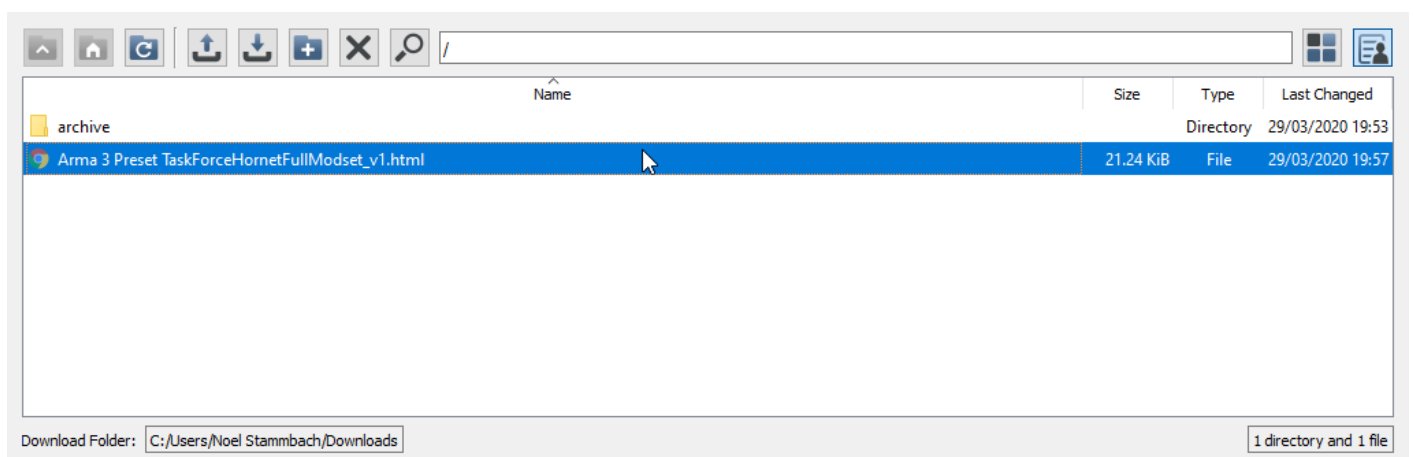 /
Name Size Type Last Changed
archive Directory 29/03/2020 19:53
Arma 3 Preset TaskForceHornetFullModset_v1.html 21.24 KiB File 29/03/2020 19:57
Download Folder: C:/Users/Noel Stammbach/Downloads 1 directory and 1 file